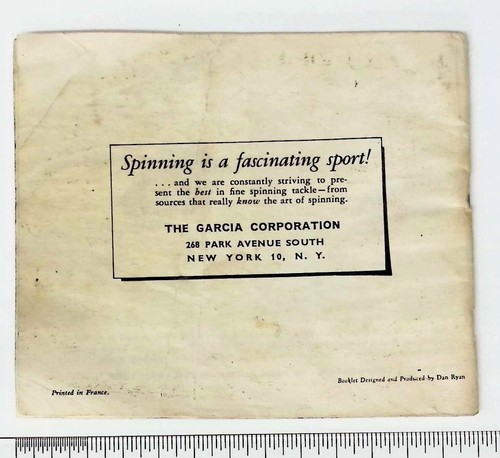 Spinning is a fascinating sport!
. . . and we are constantly striving to pre-
sent the best in fine spinning tackle—from
sources that really know the art of spinning.
THE GARCIA CORPORATION
268 PARK AVENUE SOUTH
NEW YORK 10, N. Y.
Booklet Designed and Produced by Dan Ryan
Printed in France.